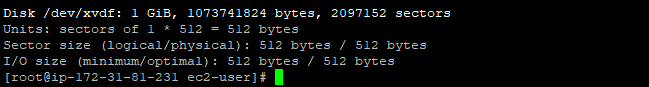 Disk /dev/xvdf: 1 GiB, 1073741824 bytes, 2097152 sectors
Units: sectors of 1 * 512 = 512 bytes
Sector size (logical/physical): 512 bytes / 512 bytes
I/O size (minimum/optimal): 512 bytes / 512 bytes
[root@ip-172-31-81-231 ec2-user]#